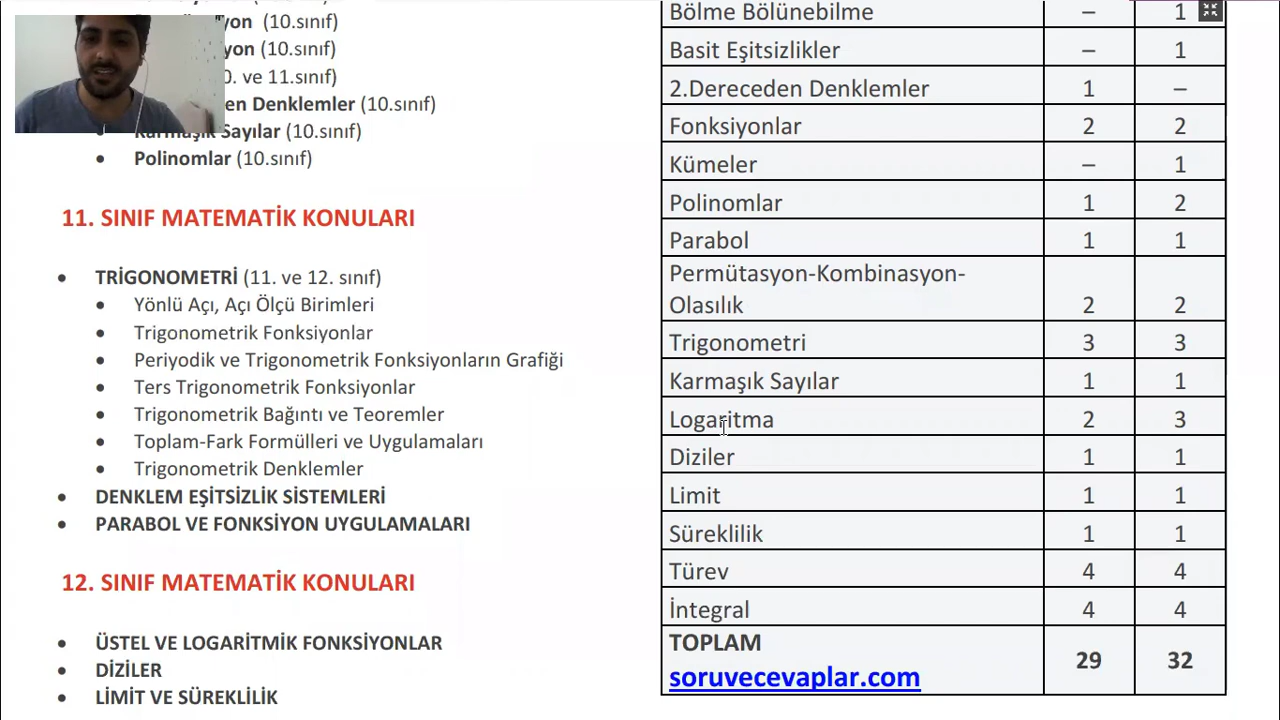 yon (10.sınıf)
yon (10.sınıf)
0. ve 11.sınıf)
en Denklemler (10.sınıf)
Karmaşık Sayılar (10.sınıf)
Polinomlar (10.sınıf)
11. SINIF MATEMATİK KONULARI
TRİGONOMETRİ (11. ve 12. sınıf)
Yönlü Açı, Açı Ölçü Birimleri
Trigonometrik Fonksiyonlar
Periyodik ve Trigonometrik Fonksiyonların Grafiği
Ters Trigonometrik Fonksiyonlar
Trigonometrik Bağıntı ve Teoremler
Toplam-Fark Formülleri ve Uygulamaları
Trigonometrik Denklemler
DENKLEM EŞİTSİZLİK SİSTEMLERİ
PARABOL VE FONKSİYON UYGULAMALARI
12. SINIF MATEMATİK KONULARI
ÜSTEL VE LOGARİTMİK FONKSİYONLAR
DİZİLER
LİMİT VE SÜREKLİLİK
Bölme Bölünebilme – 1
Basit Eşitsizlikler – 1
2.Dereceden Denklemler 1 –
Fonksiyonlar 2 2
Kümeler – 1
Polinomlar 1 2
Parabol 1 1
Permütasyon-Kombinasyon-
Olasılık 2 2
Trigonometri 3 3
Karmaşık Sayılar 1 1
Logaritma 2 3
Diziler 1 1
Limit 1 1
Süreklilik 1 1
Türev 4 4
İntegral 4 4
TOPLAM 29 32
soruvecevaplar.com